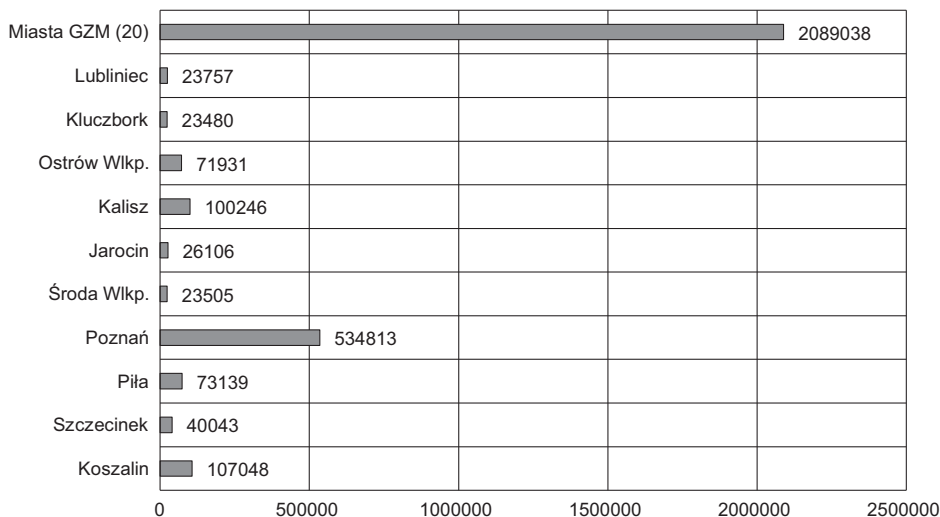 Miasta GZM (20) 2089038
Lubliniec 23757
Kluczbork 23480
Ostrów Wlkp. 71931
Kalisz 100246
Jarocin 26106
Środa Wlkp. 23505
Poznań 534813
Piła 73139
Szczecinek 40043
Koszalin 107048
0 500000 1000000 1500000 2000000 2500000